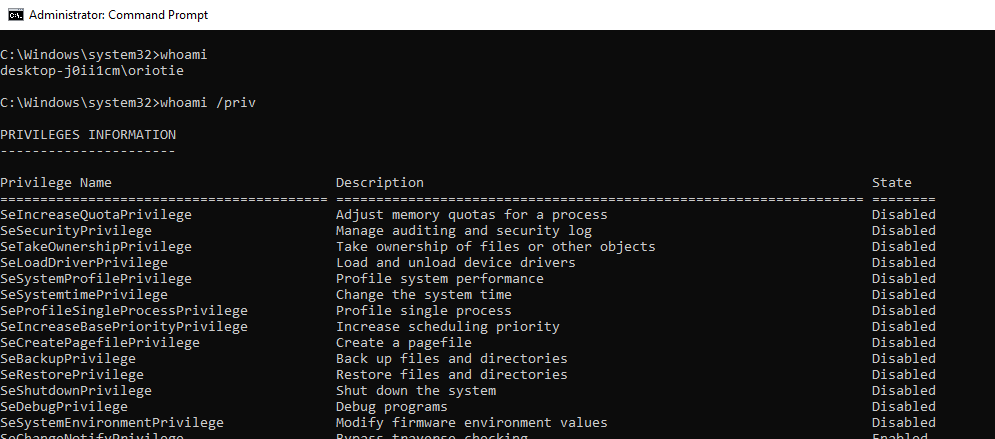 Administrator: Command Prompt
C:\Windows\system32>whoami
desktop-j0ii1cm\oriotie
C:\Windows\system32>whoami /priv
PRIVILEGES INFORMATION
----------------------
Privilege Name Description State
========================================= ================================================================== ========
SeIncreaseQuotaPrivilege Adjust memory quotas for a process Disabled
SeSecurityPrivilege Manage auditing and security log Disabled
SeTakeOwnershipPrivilege Take ownership of files or other objects Disabled
SeLoadDriverPrivilege Load and unload device drivers Disabled
SeSystemProfilePrivilege Profile system performance Disabled
SeSystemtimePrivilege Change the system time Disabled
SeProfileSingleProcessPrivilege Profile single process Disabled
SeIncreaseBasePriorityPrivilege Increase scheduling priority Disabled
SeCreatePagefilePrivilege Create a pagefile Disabled
SeBackupPrivilege Back up files and directories Disabled
SeRestorePrivilege Restore files and directories Disabled
SeShutdownPrivilege Shut down the system Disabled
SeDebugPrivilege Debug programs Disabled
SeSystemEnvironmentPrivilege Modify firmware environment values Disabled
SeChangeNotifyPrivilege Bypass traverse checking Enabled